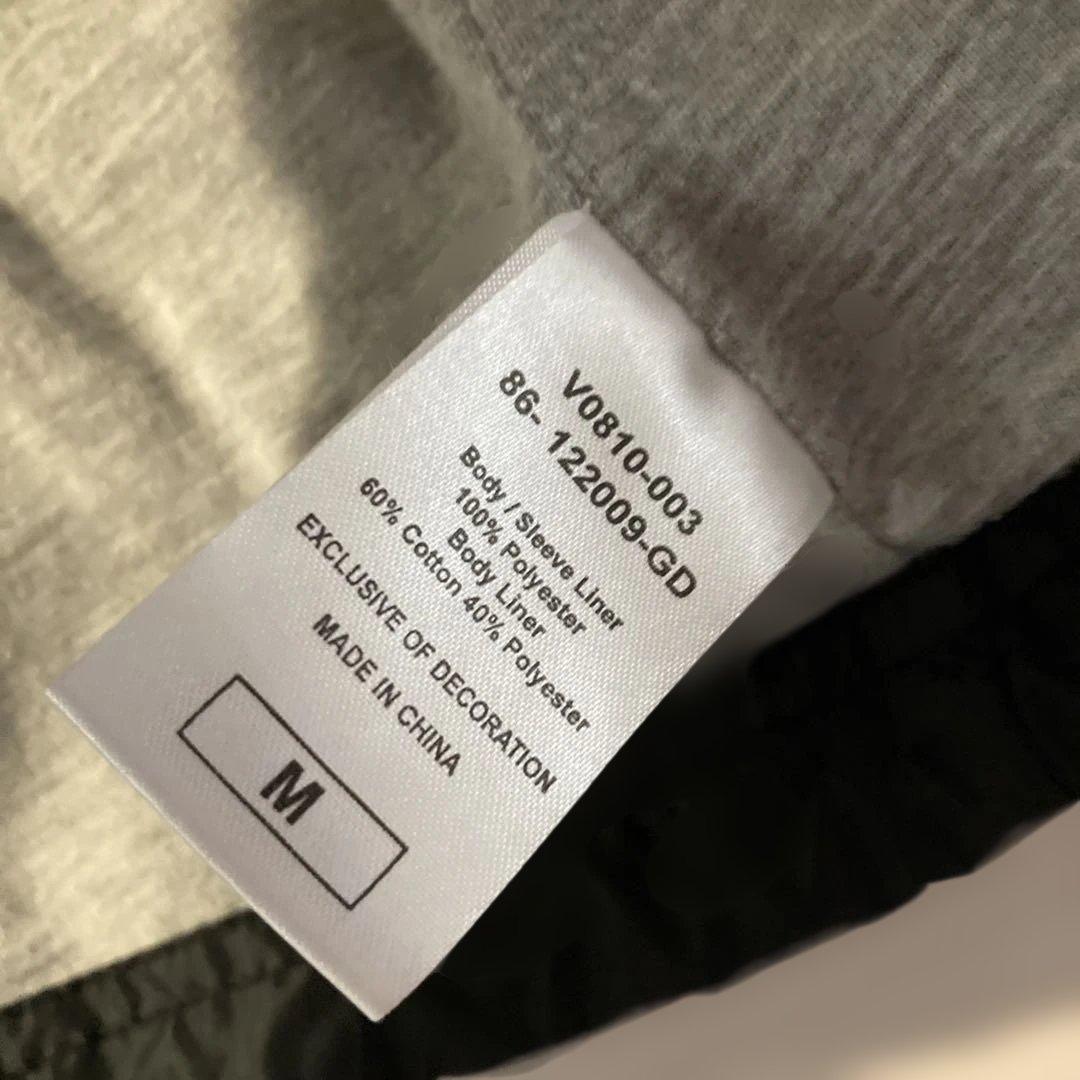 V0810-003
86- 122009-GD
Body / Sleeve Liner
100% Polyester
Body Liner
60% Cotton 40% Polyester
EXCLUSIVE OF DECORATION
MADE IN CHINA
M